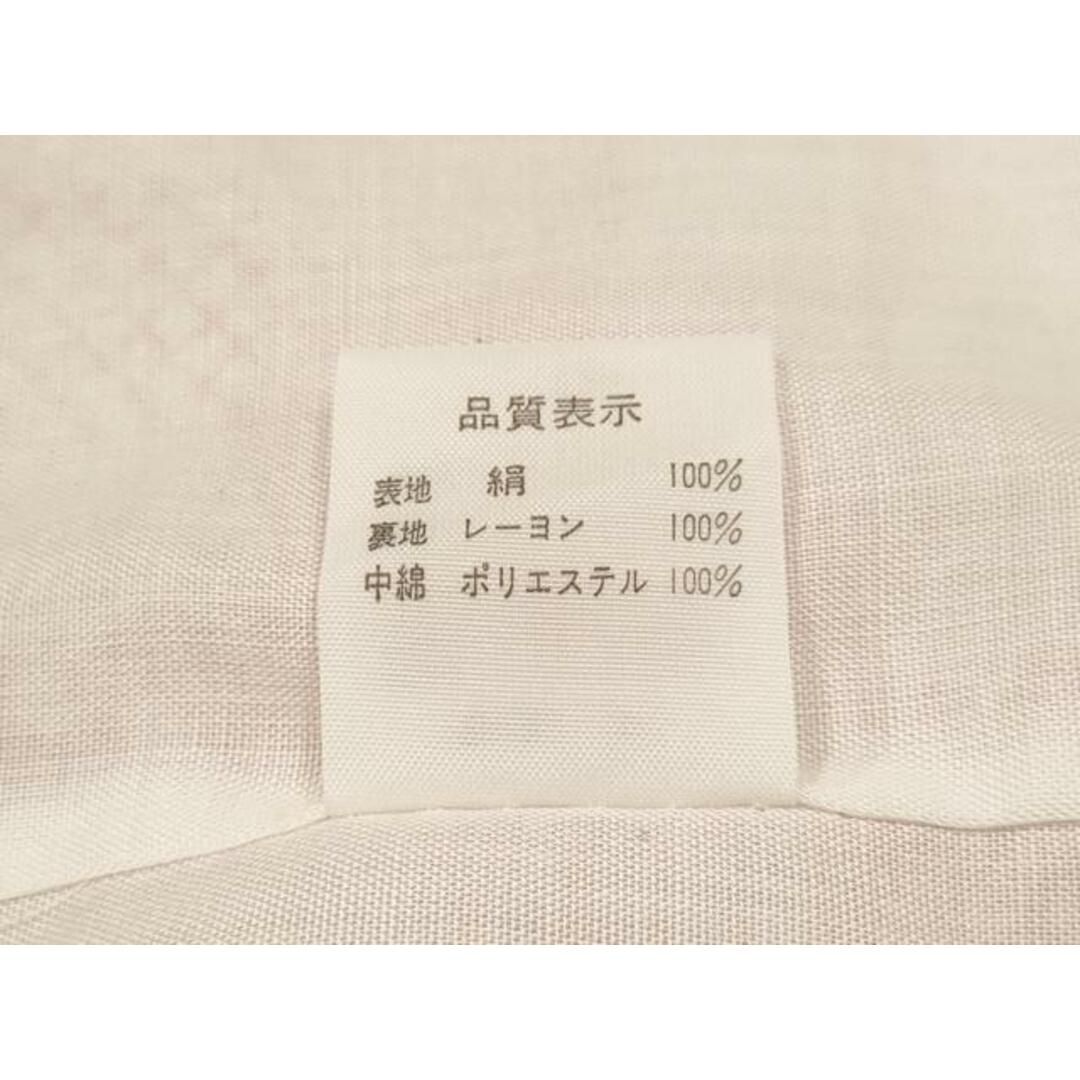 品質表示
表地 絹 100%
裏地 レーヨン 100%
中綿 ポリエステル 100%